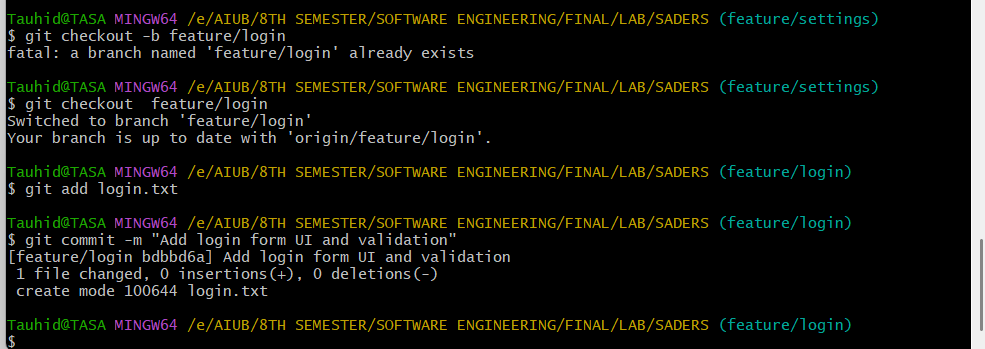 Tauhid@TASA MINGW64 /e/AIUB/8TH SEMESTER/SOFTWARE ENGINEERING/FINAL/LAB/SADERS (feature/settings)
$ git checkout -b feature/login
fatal: a branch named 'feature/login' already exists

Tauhid@TASA MINGW64 /e/AIUB/8TH SEMESTER/SOFTWARE ENGINEERING/FINAL/LAB/SADERS (feature/settings)
$ git checkout  feature/login
Switched to branch 'feature/login'
Your branch is up to date with 'origin/feature/login'.

Tauhid@TASA MINGW64 /e/AIUB/8TH SEMESTER/SOFTWARE ENGINEERING/FINAL/LAB/SADERS (feature/login)
$ git add login.txt

Tauhid@TASA MINGW64 /e/AIUB/8TH SEMESTER/SOFTWARE ENGINEERING/FINAL/LAB/SADERS (feature/login)
$ git commit -m "Add login form UI and validation"
[feature/login bdbbd6a] Add login form UI and validation
 1 file changed, 0 insertions(+), 0 deletions(-)
 create mode 100644 login.txt

Tauhid@TASA MINGW64 /e/AIUB/8TH SEMESTER/SOFTWARE ENGINEERING/FINAL/LAB/SADERS (feature/login)
$